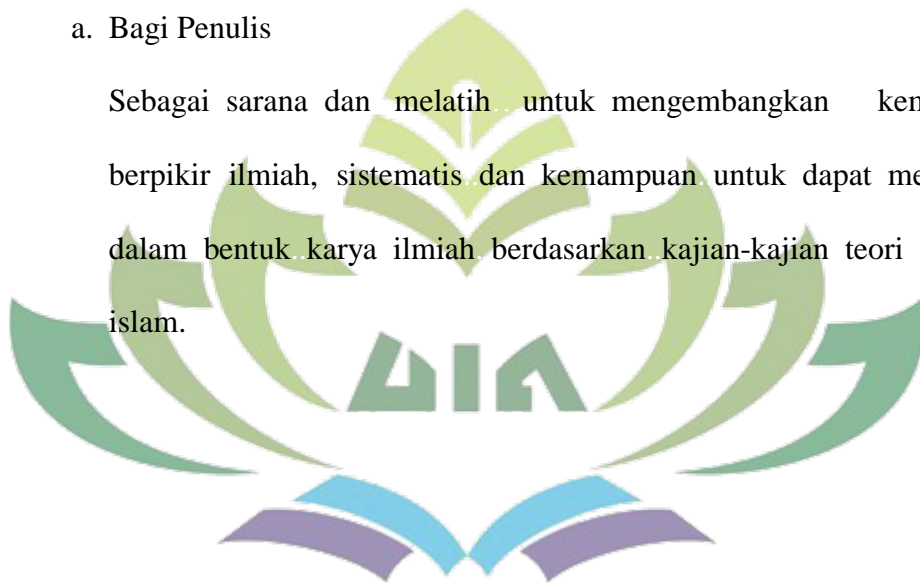 a. Bagi Penulis
Sebagai sarana dan melatih untuk mengembangkan
berpikir ilmiah, sistematis dan kemampuan untuk dapat
dalam bentuk karya ilmiah berdasarkan kajian-kajian teori
islam.
UIN